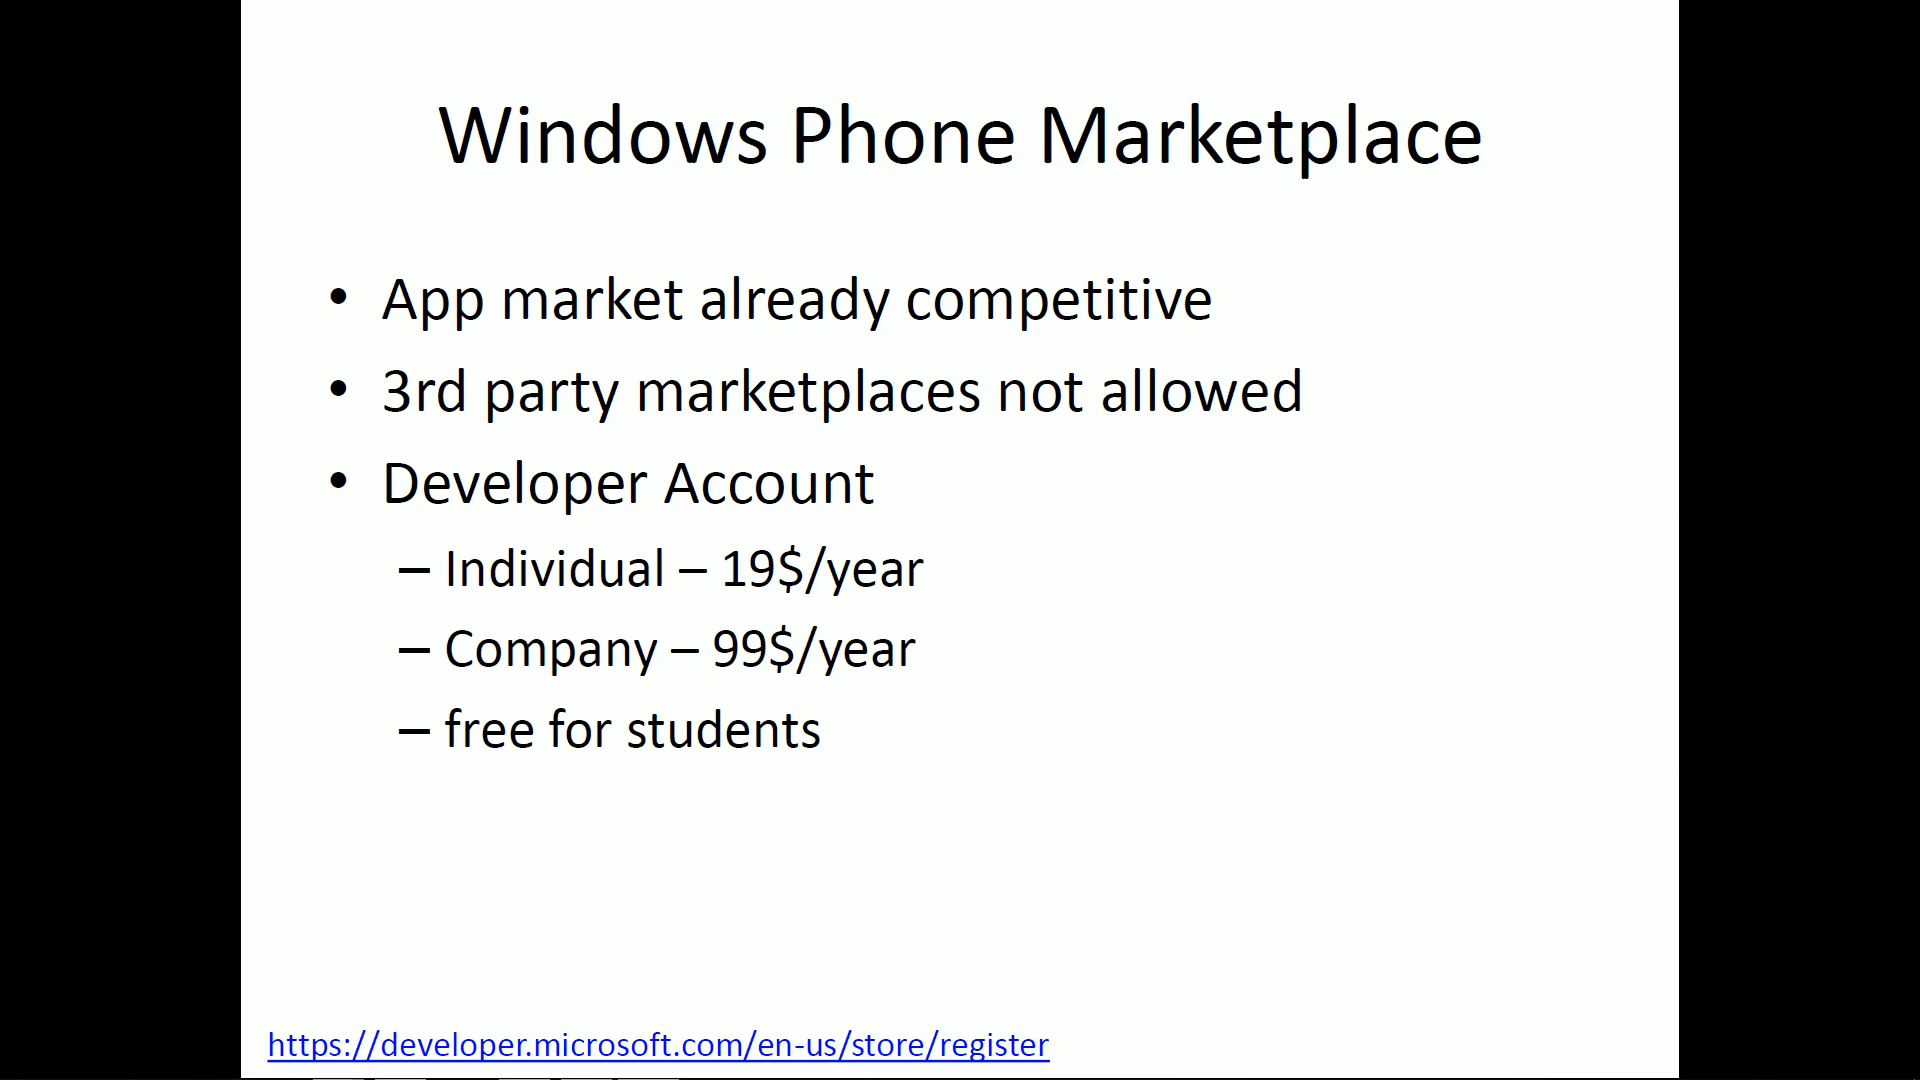 Windows Phone Marketplace
• App market already competitive
• 3rd party marketplaces not allowed
• Developer Account
– Individual – 19$/year
– Company – 99$/year
– free for students
https://developer.microsoft.com/en-us/store/register